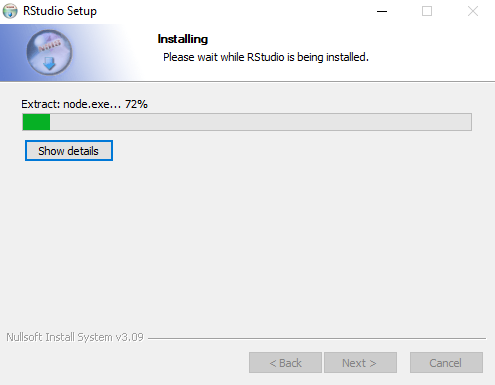 RStudio Setup
Installing
Please wait while RStudio is being installed.
Extract: node.exe... 72%
Show details
Nullsoft Install System v3.09
< Back
Next >
Cancel